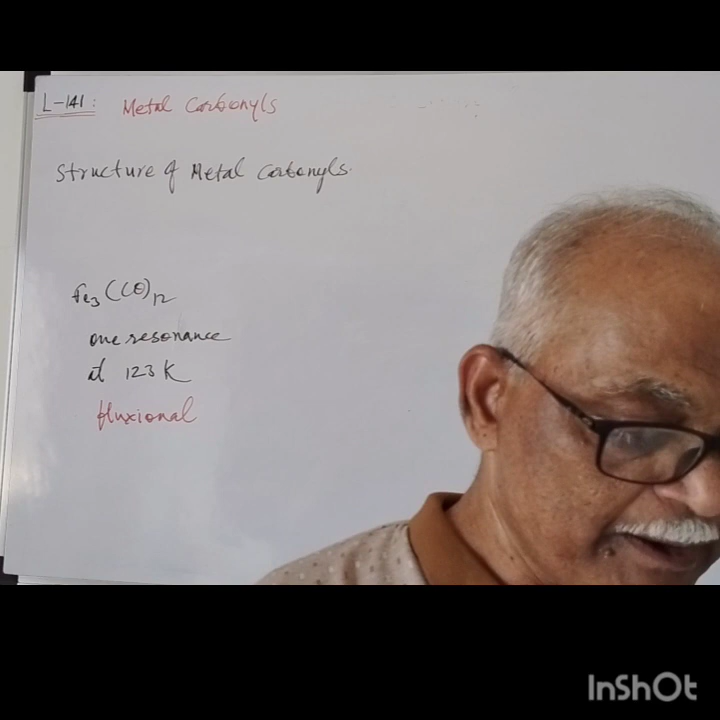 L-141: Metal Carbonyls
Structure of Metal Carbonyls.
Fe3(CO)12
one resonance
at 123 K
fluxional
InShOt